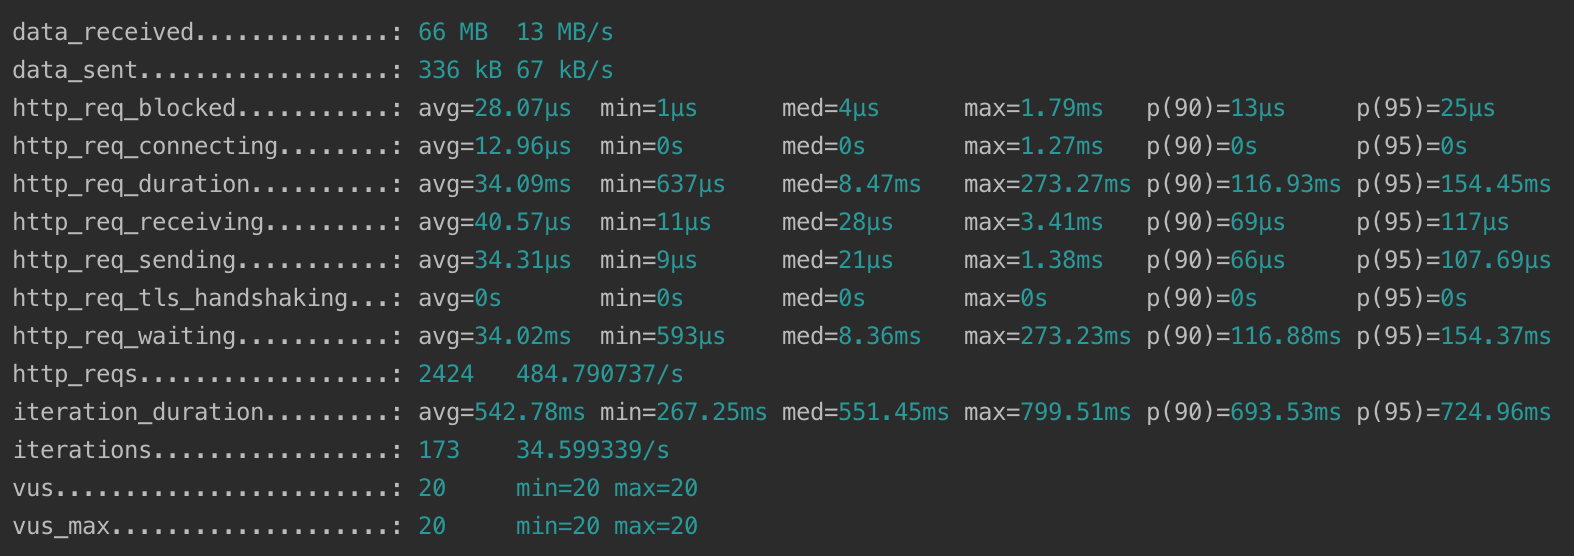 data_received..............: 66 MB  13 MB/s
data_sent..................: 336 kB 67 kB/s
http_req_blocked...........: avg=28.07µs  min=1µs      med=4µs      max=1.79ms   p(90)=13µs     p(95)=25µs
http_req_connecting........: avg=12.96µs  min=0s       med=0s       max=1.27ms   p(90)=0s       p(95)=0s
http_req_duration..........: avg=34.09ms  min=637µs    med=8.47ms   max=273.27ms p(90)=116.93ms p(95)=154.45ms
http_req_receiving.........: avg=40.57µs  min=11µs     med=28µs     max=3.41ms   p(90)=69µs     p(95)=117µs
http_req_sending...........: avg=34.31µs  min=9µs      med=21µs     max=1.38ms   p(90)=66µs     p(95)=107.69µs
http_req_tls_handshaking...: avg=0s       min=0s       med=0s       max=0s       p(90)=0s       p(95)=0s
http_req_waiting...........: avg=34.02ms  min=593µs    med=8.36ms   max=273.23ms p(90)=116.88ms p(95)=154.37ms
http_reqs..................: 2424   484.790737/s
iteration_duration.........: avg=542.78ms min=267.25ms med=551.45ms max=799.51ms p(90)=693.53ms p(95)=724.96ms
iterations.................: 173    34.599339/s
vus........................: 20     min=20 max=20
vus_max....................: 20     min=20 max=20